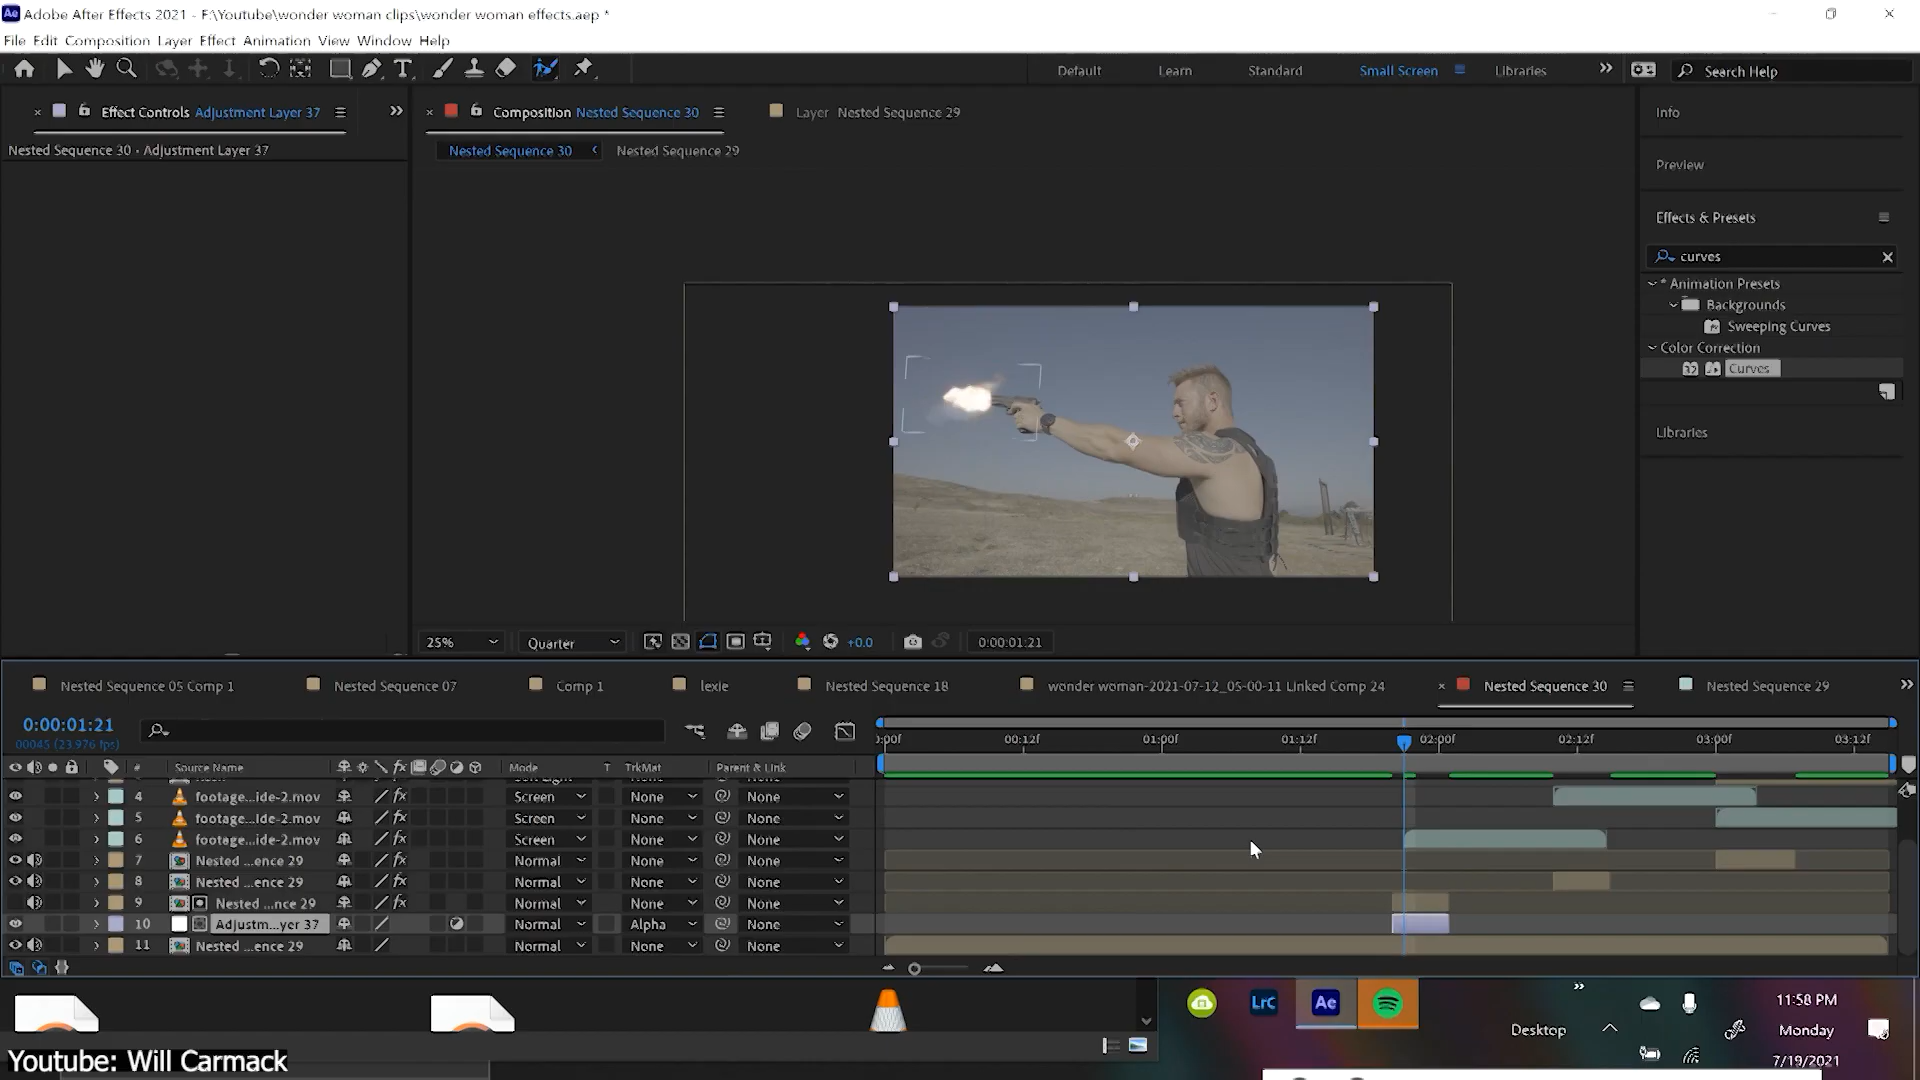 Adobe After Effects 2021 - F:\Youtube\wonder woman clips\wonder woman effects.aep *
File Edit Composition Layer Effect Animation View Window Help
Default Learn Standard Small Screen Libraries Search Help
Effect Controls Adjustment Layer 37
Composition Nested Sequence 30
Layer Nested Sequence 29
Info
Nested Sequence 30 • Adjustment Layer 37
Nested Sequence 30 Nested Sequence 29
Preview
Effects & Presets
curves
* Animation Presets
Backgrounds
Sweeping Curves
Color Correction
Curves
Libraries
25% Quarter +0.0 0:00:01:21
Nested Sequence 05 Comp 1 Nested Sequence 07 Comp 1 lexie Nested Sequence 18 wonder woman-2021-07-12_05-00-11 Linked Comp 24 Nested Sequence 30 Nested Sequence 29
0:00:01:21
00045 (23.976 fps)
:00f 00:12f 01:00f 01:12f 02:00f 02:12f 03:00f 03:12f
# Source Name Mode T TrkMat Parent & Link
4 footage...ide-2.mov Screen None None
5 footage...ide-2.mov Screen None None
6 footage...ide-2.mov Screen None None
7 Nested ...ence 29 Normal None None
8 Nested ...ence 29 Normal None None
9 Nested ...nce 29 Normal None None
10 Adjustm...yer 37 Normal Alpha None
11 Nested ...ence 29 Normal None None
LrC Ae
11:58 PM
Desktop
Monday
7/19/2021
Youtube: Will Carmack